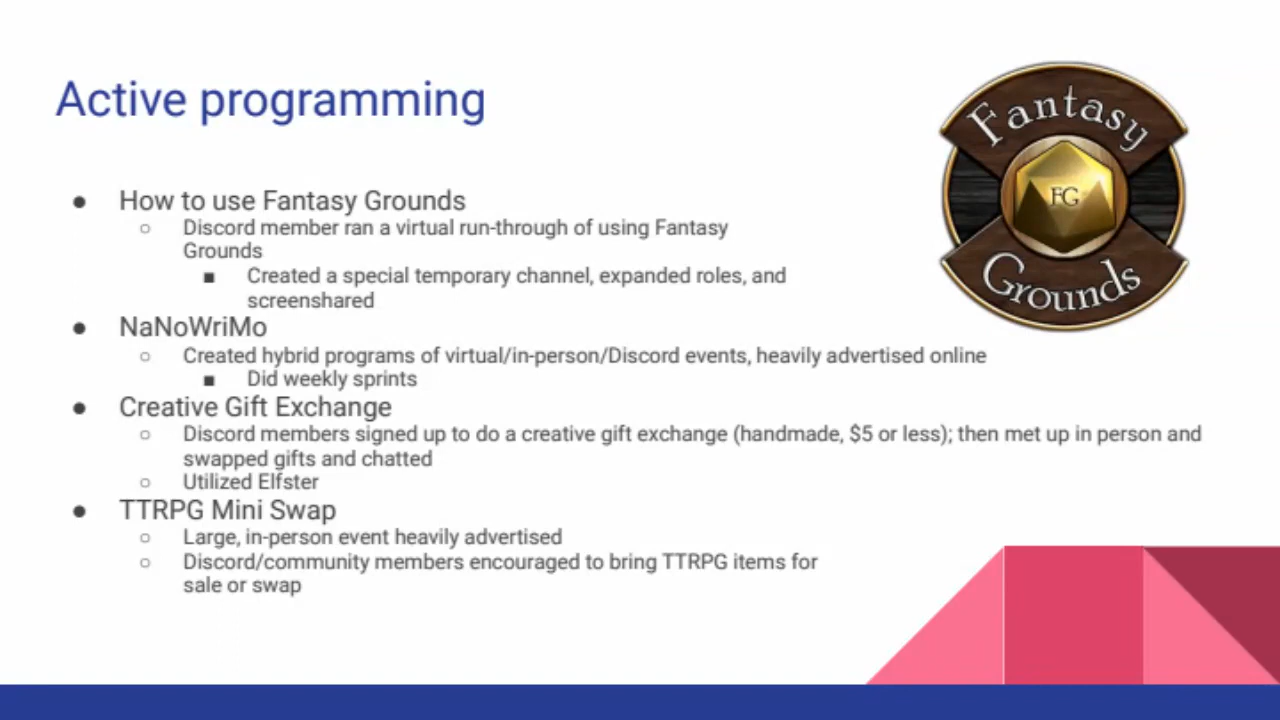 Active programming
Fantasy
FG
Grounds
● How to use Fantasy Grounds
○ Discord member ran a virtual run-through of using Fantasy
Grounds
■ Created a special temporary channel, expanded roles, and
screenshared
● NaNoWriMo
○ Created hybrid programs of virtual/in-person/Discord events, heavily advertised online
■ Did weekly sprints
● Creative Gift Exchange
○ Discord members signed up to do a creative gift exchange (handmade, $5 or less); then met up in person and
swapped gifts and chatted
○ Utilized Elfster
● TTRPG Mini Swap
○ Large, in-person event heavily advertised
○ Discord/community members encouraged to bring TTRPG items for
sale or swap